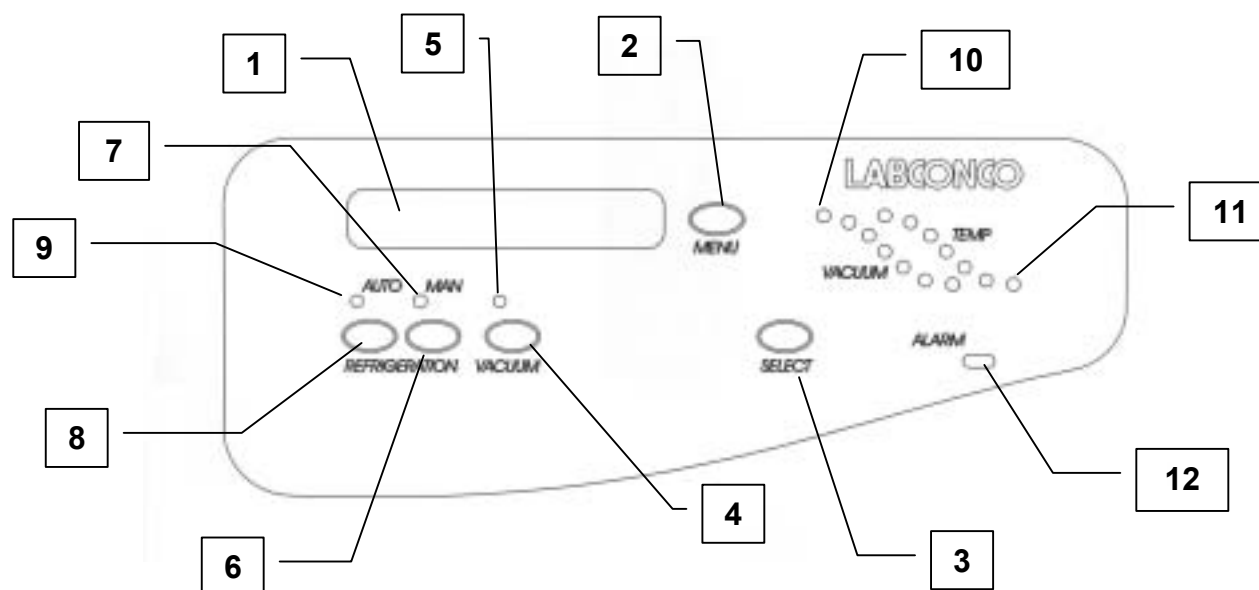 5
2
10
1
7
LABCONCO
11
9
MENU
TEMP
VACUUM
AUTO MAN
ALARM
REFRIGERATION VACUUM
SELECT
8
12
4
6
3